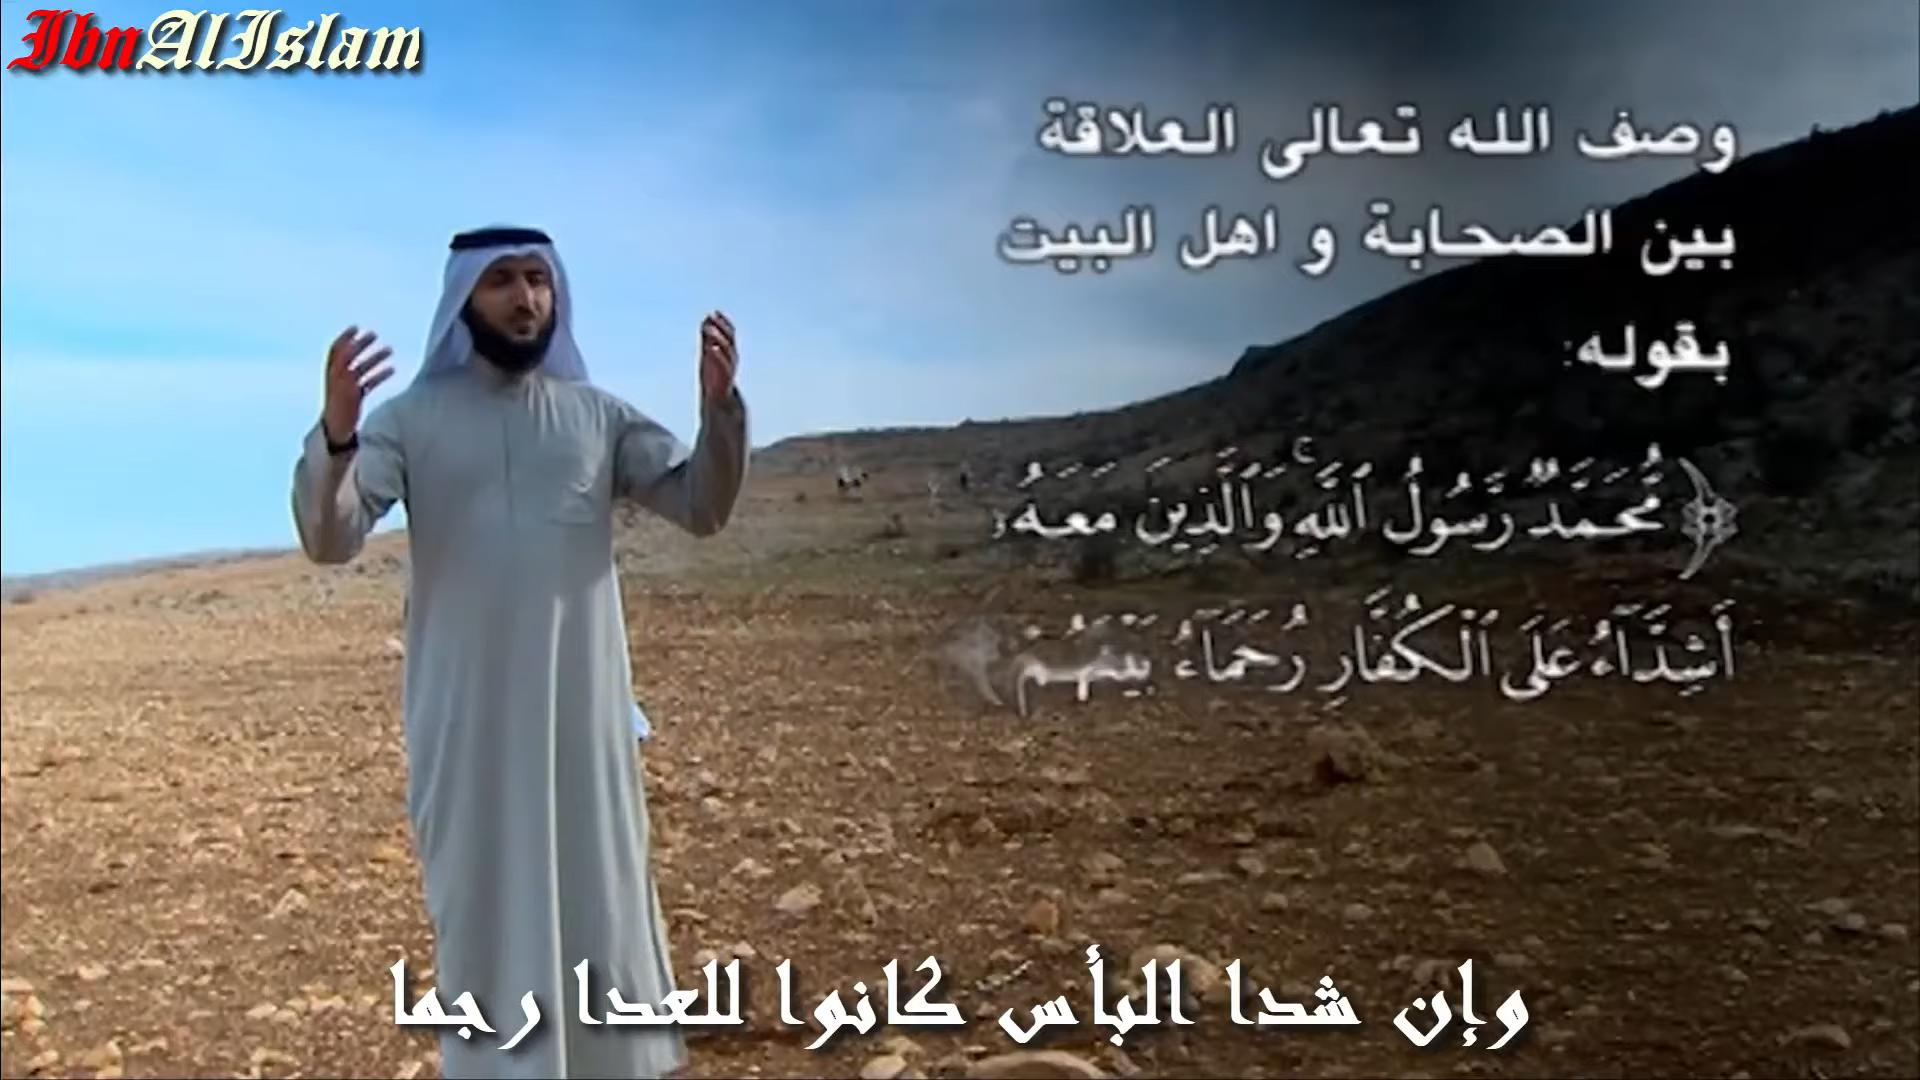 IbnAlIslam
وصف الله تعالى العلاقة
بين الصحابة و اهل البيت
بقوله:
﴿مُّحَمَّدٌ رَّسُولُ ٱللَّهِ ۚ وَٱلَّذِينَ مَعَهُۥ
أَشِدَّآءُ عَلَى ٱلْكُفَّارِ رُحَمَآءُ بَيْنَهُمْ﴾
وإن شدا البأس كانوا للعدا رجما